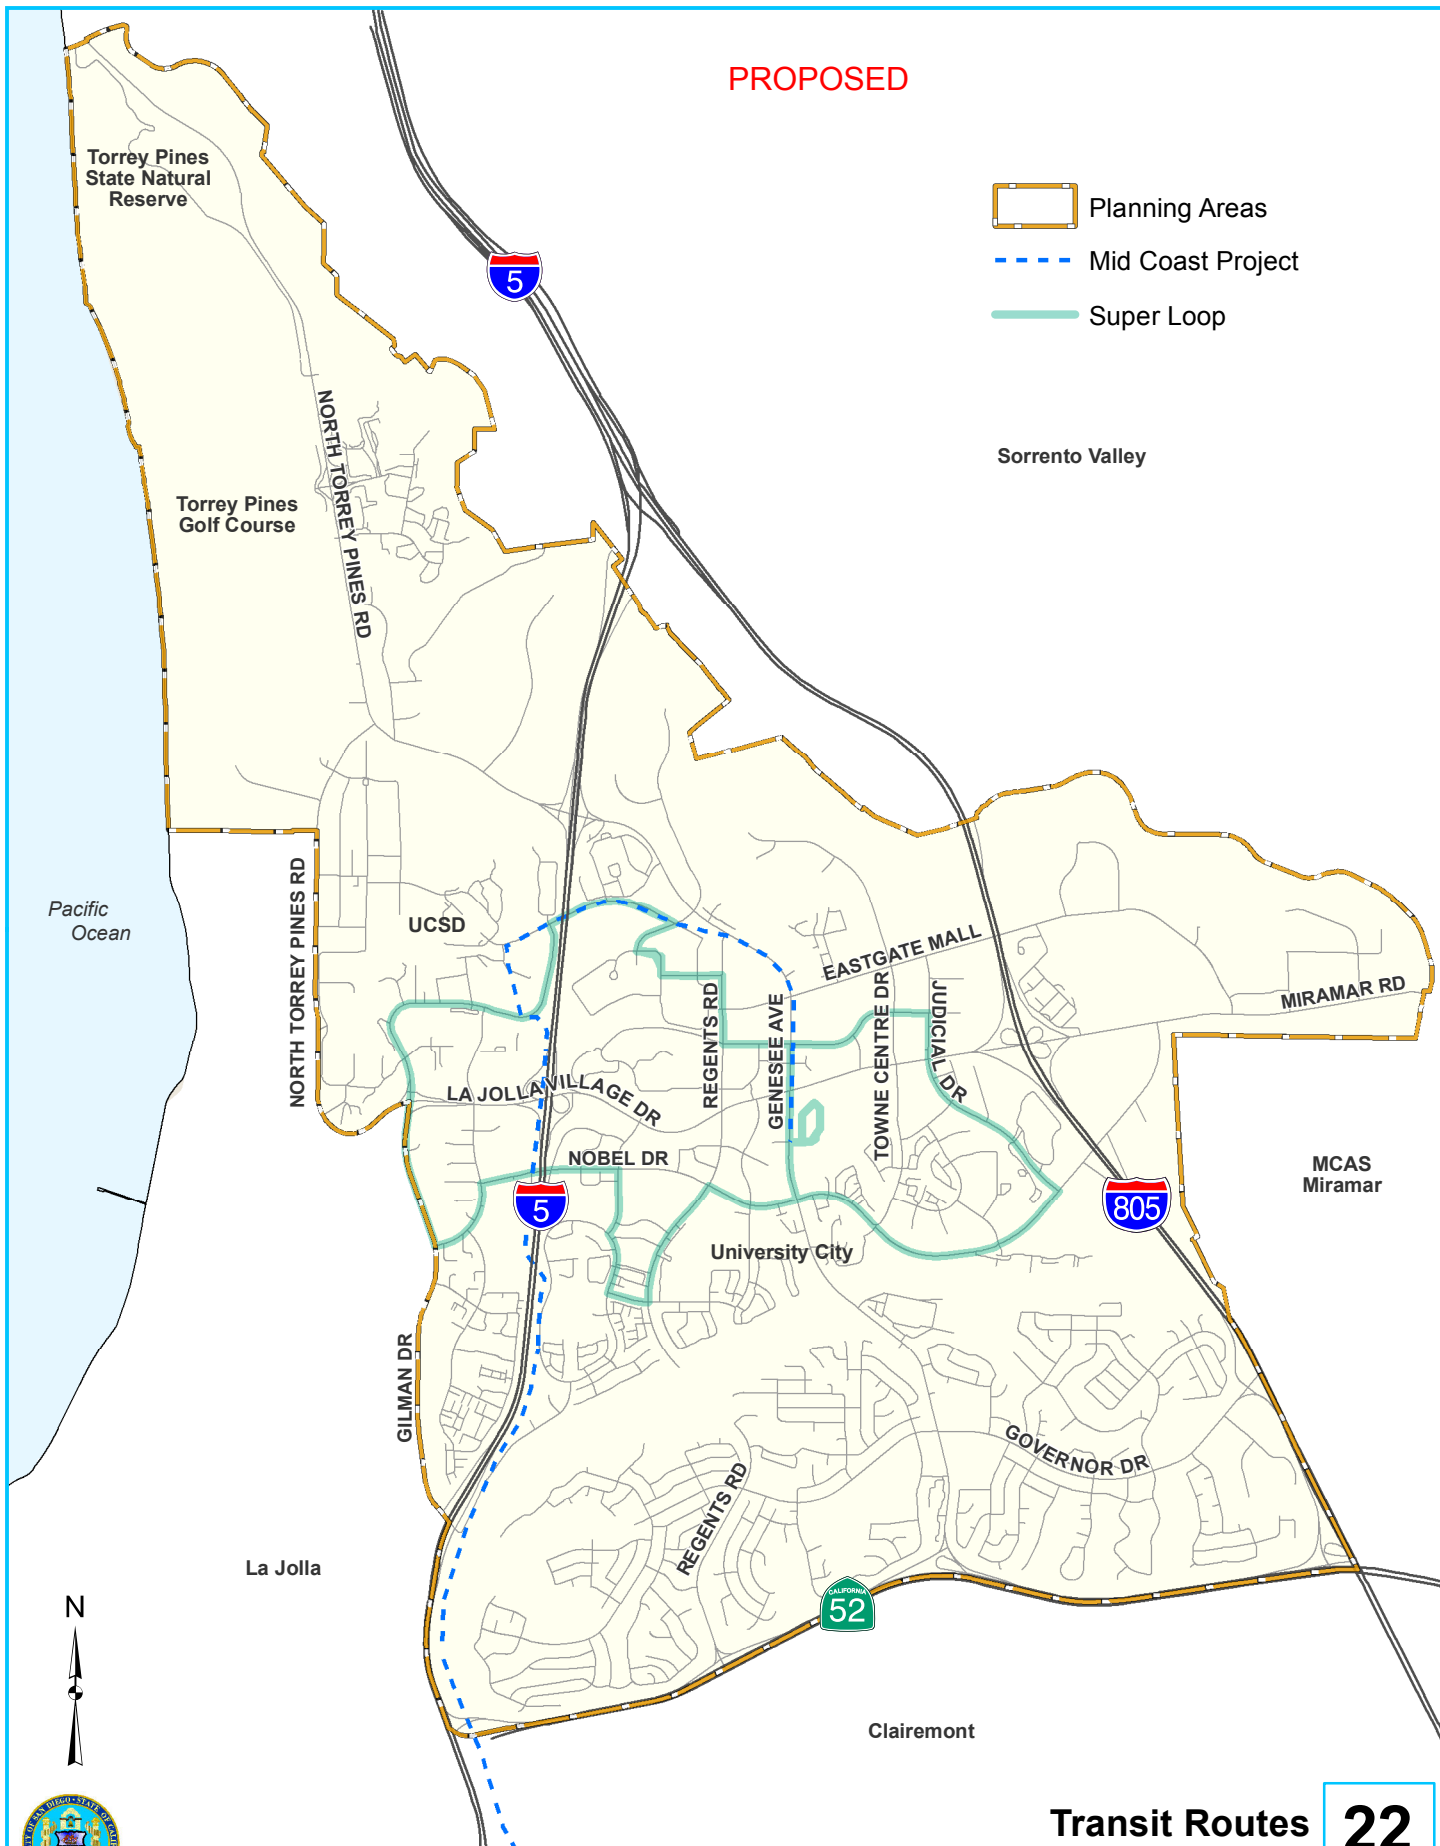 PROPOSED
Torrey Pines
State Natural
Reserve
Planning Areas
5
Mid Coast Project
Super Loop
NORTH TORREY PINES RD
Sorrento Valley
Torrey Pines
Golf Course
NORTH TORREY PINES RD
Pacific
Ocean
UCSD
EASTGATE MALL
MIRAMAR RD
REGENTS RD
GENESEE AVE
TOWNE CENTRE DR
JUDICIAL DR
LA JOLLA VILLAGE DR
NOBEL DR
MCAS
Miramar
5
805
University City
GILMAN DR
GOVERNOR DR
REGENTS RD
La Jolla
CALIFORNIA
52
N
Clairemont
Transit Routes
22